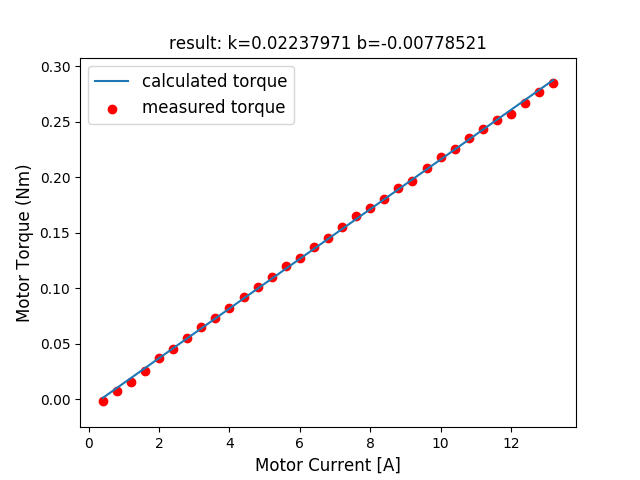 result: k=0.02237971 b=-0.00778521
calculated torque
measured torque
0.30
0.25
0.20
0.15
0.10
0.05
0.00
Motor Torque (Nm)
0 2 4 6 8 10 12
Motor Current [A]